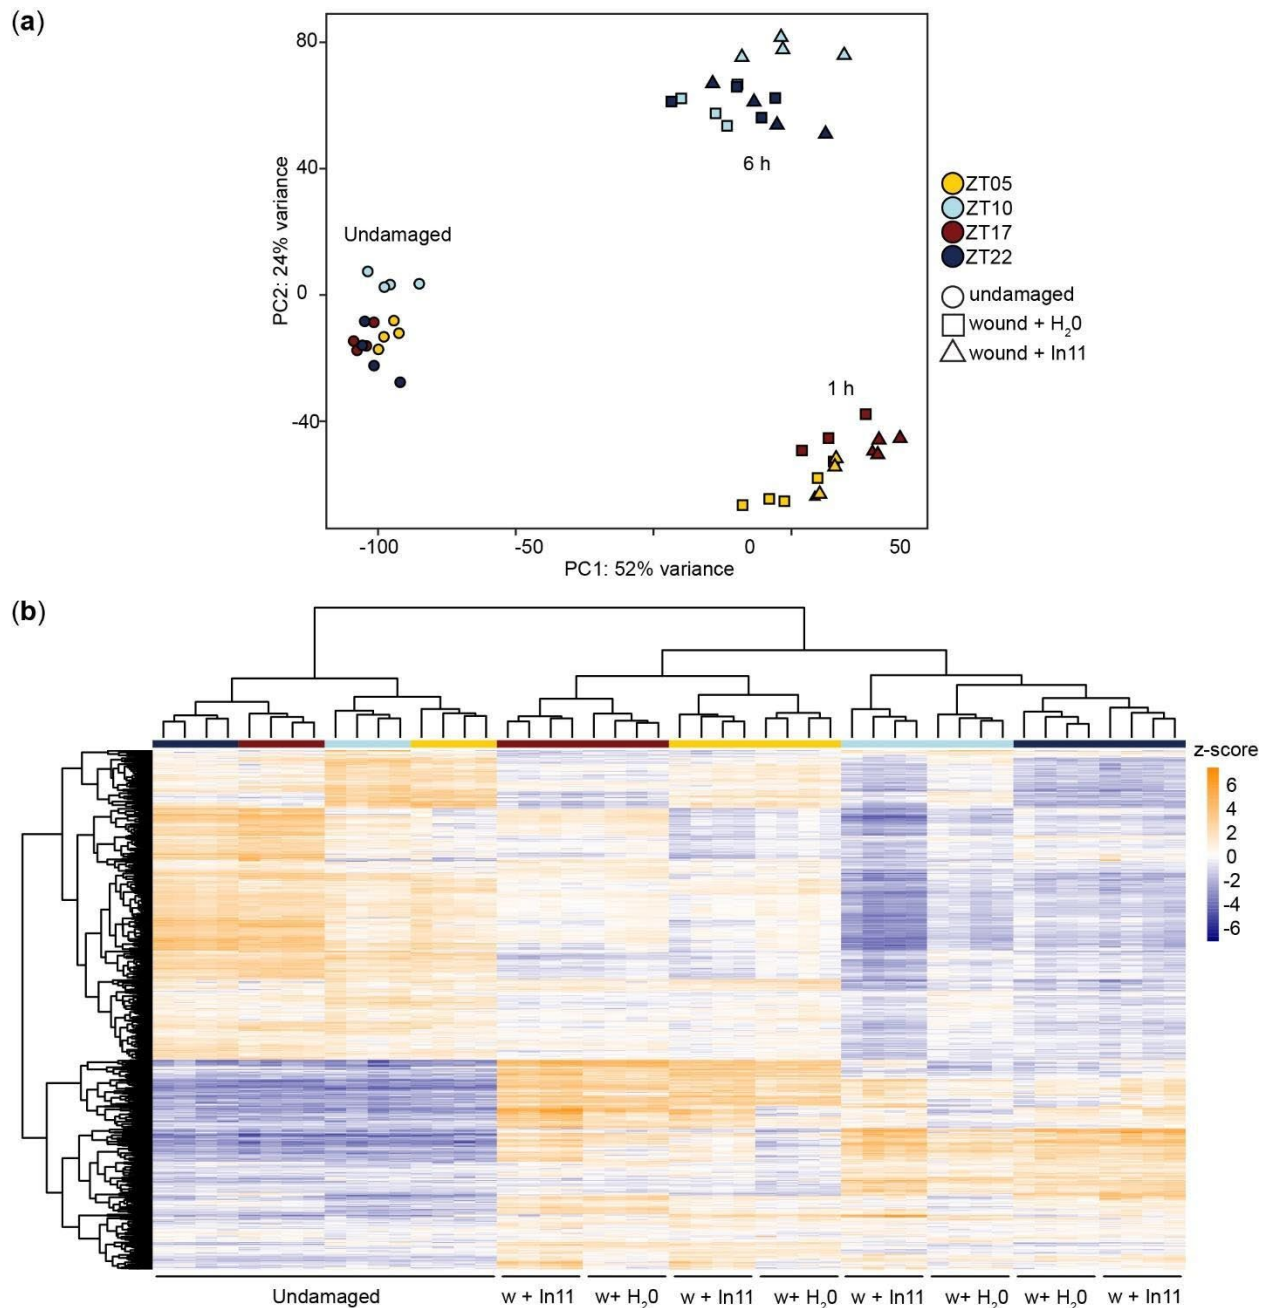 (a)
80
40
0
-40
PC2: 24% variance
Undamaged
6 h
1 h
-100
-50
0
50
PC1: 52% variance
ZT05
ZT10
ZT17
ZT22
undamaged
wound + H₂0
wound + In11
(b)
z-score
6
4
2
0
-2
-4
-6
Undamaged
w + In11
w+ H₂0
w + In11
w+ H₂0
w + In11
w+ H₂0
w + H₂0
w + In11